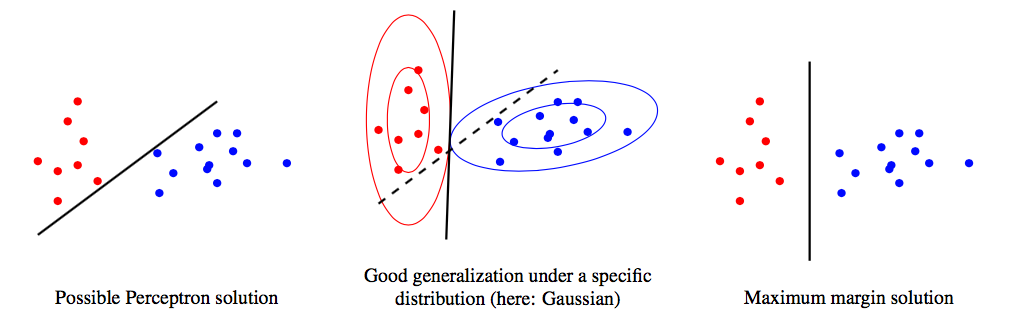 Possible Perceptron solution
Good generalization under a specific
distribution (here: Gaussian)
Maximum margin solution